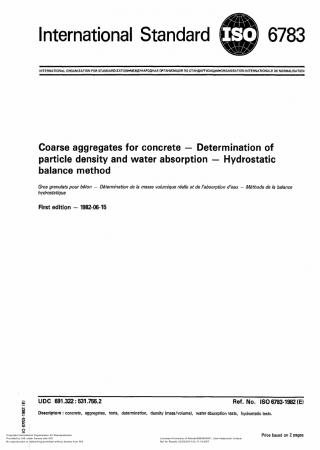 International Standard ISO 6783
INTERNATIONAL ORGANIZATION FOR STANDARDIZATION•МЕЖДУНАРОДНАЯ ОРГАНИЗАЦИЯ ПО СТАНДАРТИЗАЦИИ•ORGANISATION INTERNATIONALE DE NORMALISATION
Coarse aggregates for concrete — Determination of
particle density and water absorption — Hydrostatic
balance method
Gros granulats pour béton — Détermination de la masse volumique réelle et de l'absorption d'eau — Méthode de la balance
hydrostatique
First edition — 1982-06-15
UDC 691.322 : 531.755.2 Ref. No. ISO 6783-1982 (E)
Descriptors : concrete, aggregates, tests, determination, density (mass/volume), water absorption tests, hydrostatic tests.
ISO 6783-1982 (E)
Price based on 2 pages